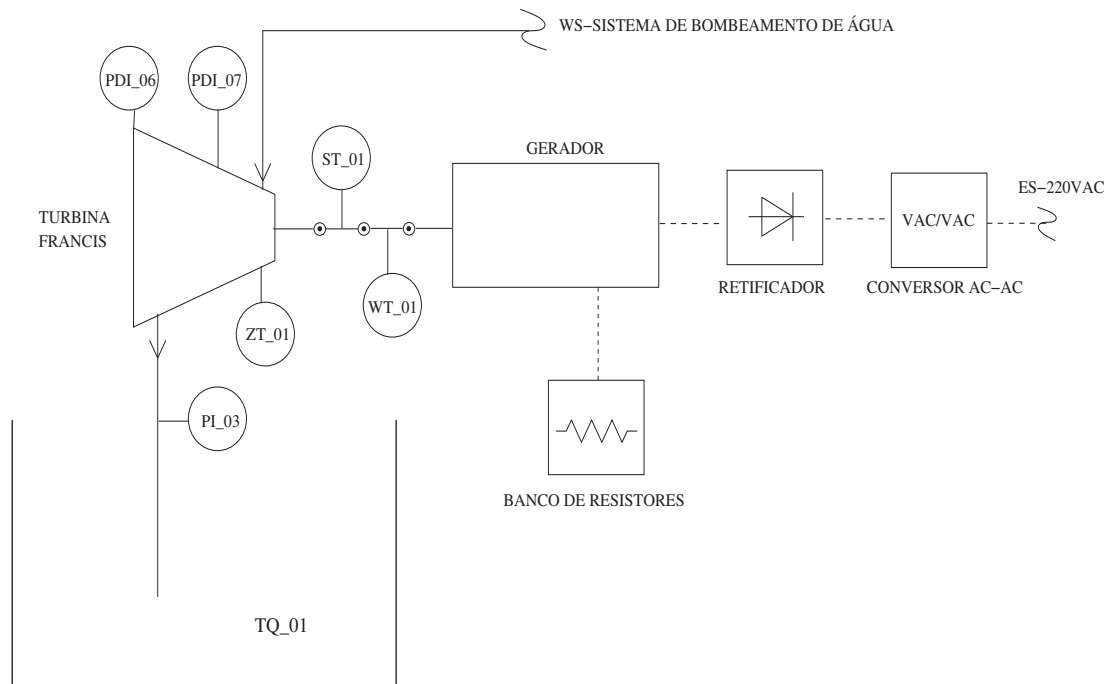 WS−SISTEMA DE BOMBEAMENTO DE ÁGUA
PDI_06
PDI_07
ST_01
GERADOR
ES−220VAC
TURBINA
FRANCIS
VAC/VAC
RETIFICADOR
CONVERSOR AC−AC
WT_01
ZT_01
PI_03
BANCO DE RESISTORES
TQ_01